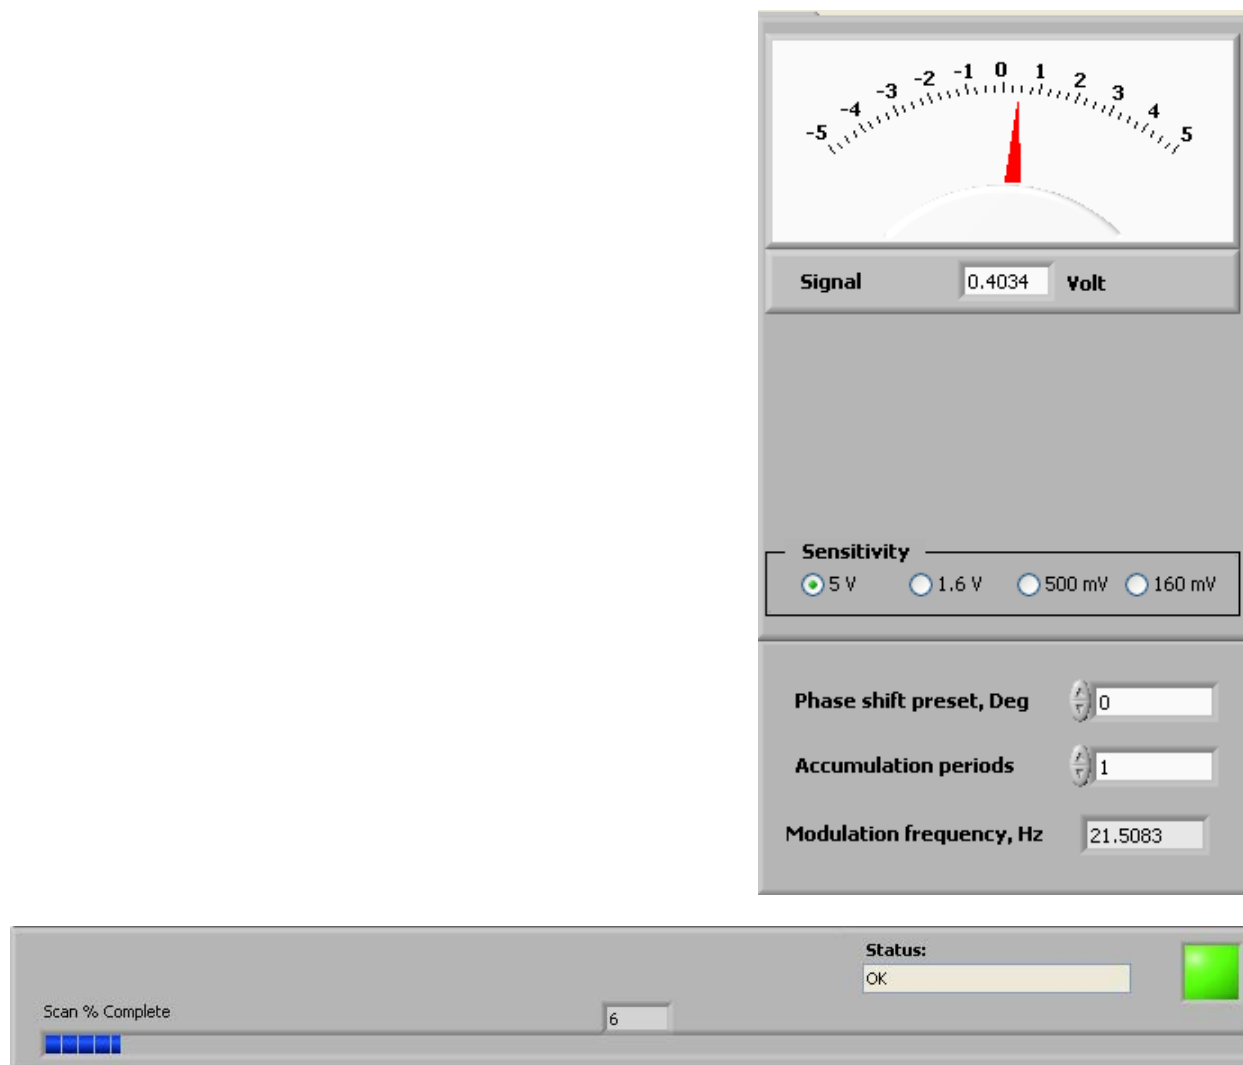 -5 -4 -3 -2 -1 0 1 2 3 4 5
Signal 0.4034 Volt
Sensitivity
5 V 1.6 V 500 mV 160 mV
Phase shift preset, Deg 0
Accumulation periods 1
Modulation frequency, Hz 21.5083
Status:
OK
Scan % Complete 6